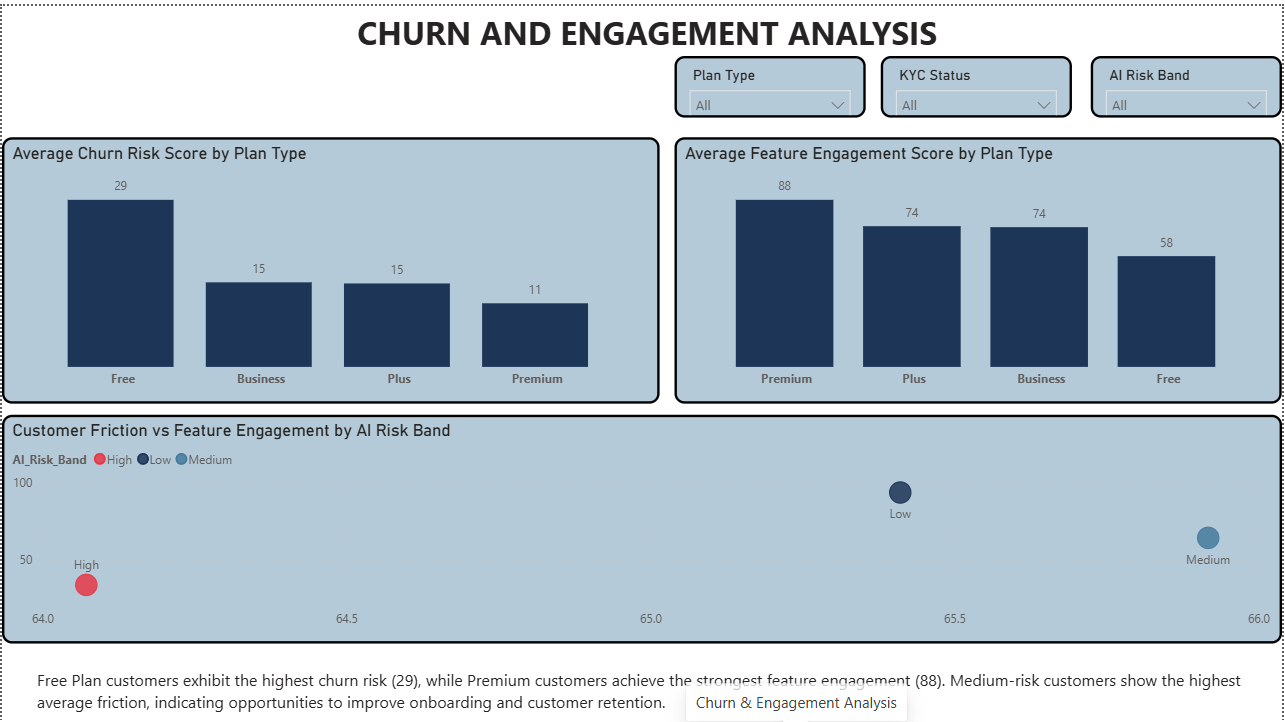 CHURN AND ENGAGEMENT ANALYSIS
Plan Type
All
KYC Status
All
AI Risk Band
All
Average Churn Risk Score by Plan Type
29
15
15
11
Free
Business
Plus
Premium
Average Feature Engagement Score by Plan Type
88
74
74
58
Premium
Plus
Business
Free
Customer Friction vs Feature Engagement by AI Risk Band
AI_Risk_Band High Low Medium
100
50
Low
Medium
High
64.0 64.5 65.0 65.5 66.0
Free Plan customers exhibit the highest churn risk (29), while Premium customers achieve the strongest feature engagement (88). Medium-risk customers show the highest
average friction, indicating opportunities to improve onboarding and customer retention.
Churn & Engagement Analysis